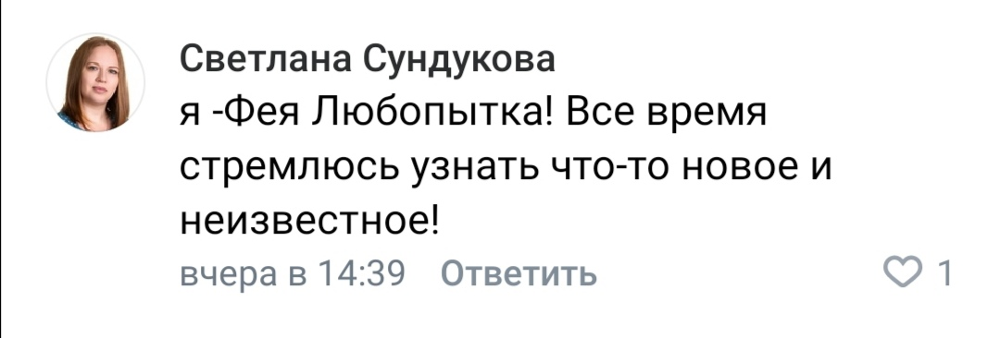 Светлана Сундукова
я -Фея Любопытка! Все время
стремлюсь узнать что-то новое и
неизвестное!
вчера в 14:39 Ответить 1